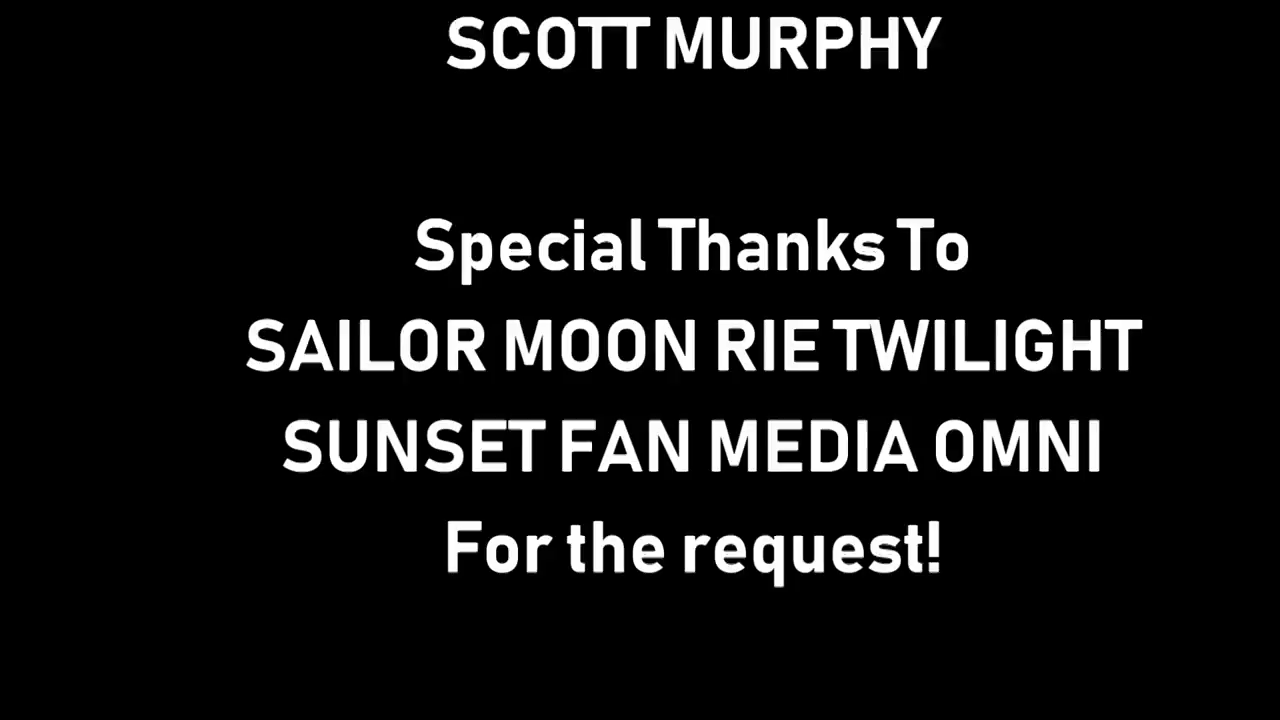 SCOTT MURPHY
Special Thanks To
SAILOR MOON RIE TWILIGHT
SUNSET FAN MEDIA OMNI
For the request!